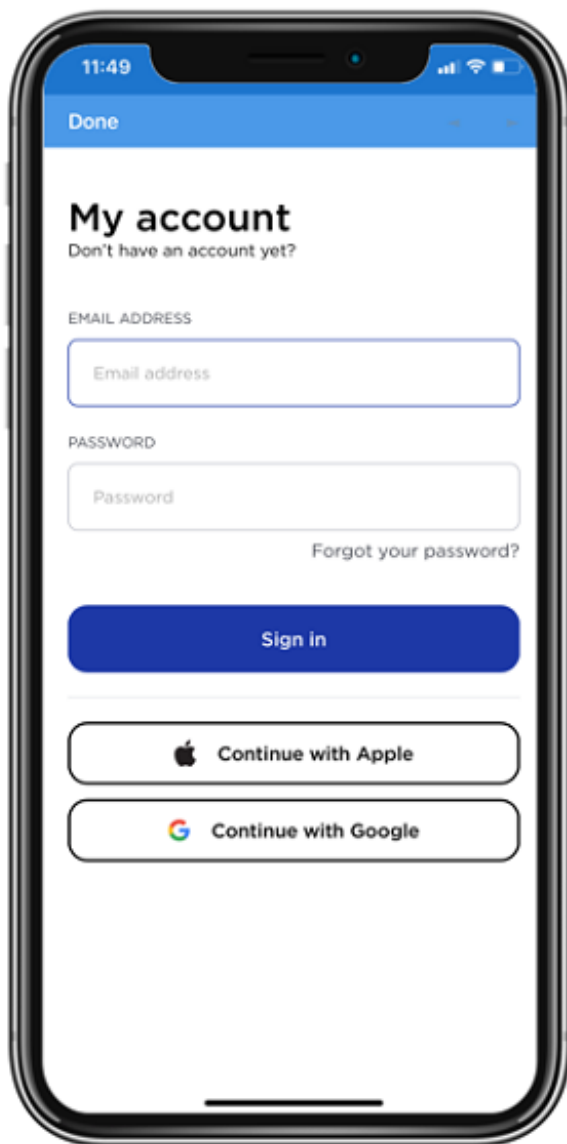 11:49
Done
My account
Don't have an account yet?
EMAIL ADDRESS
Email address
PASSWORD
Password
Forgot your password?
Sign in
Continue with Apple
Continue with Google